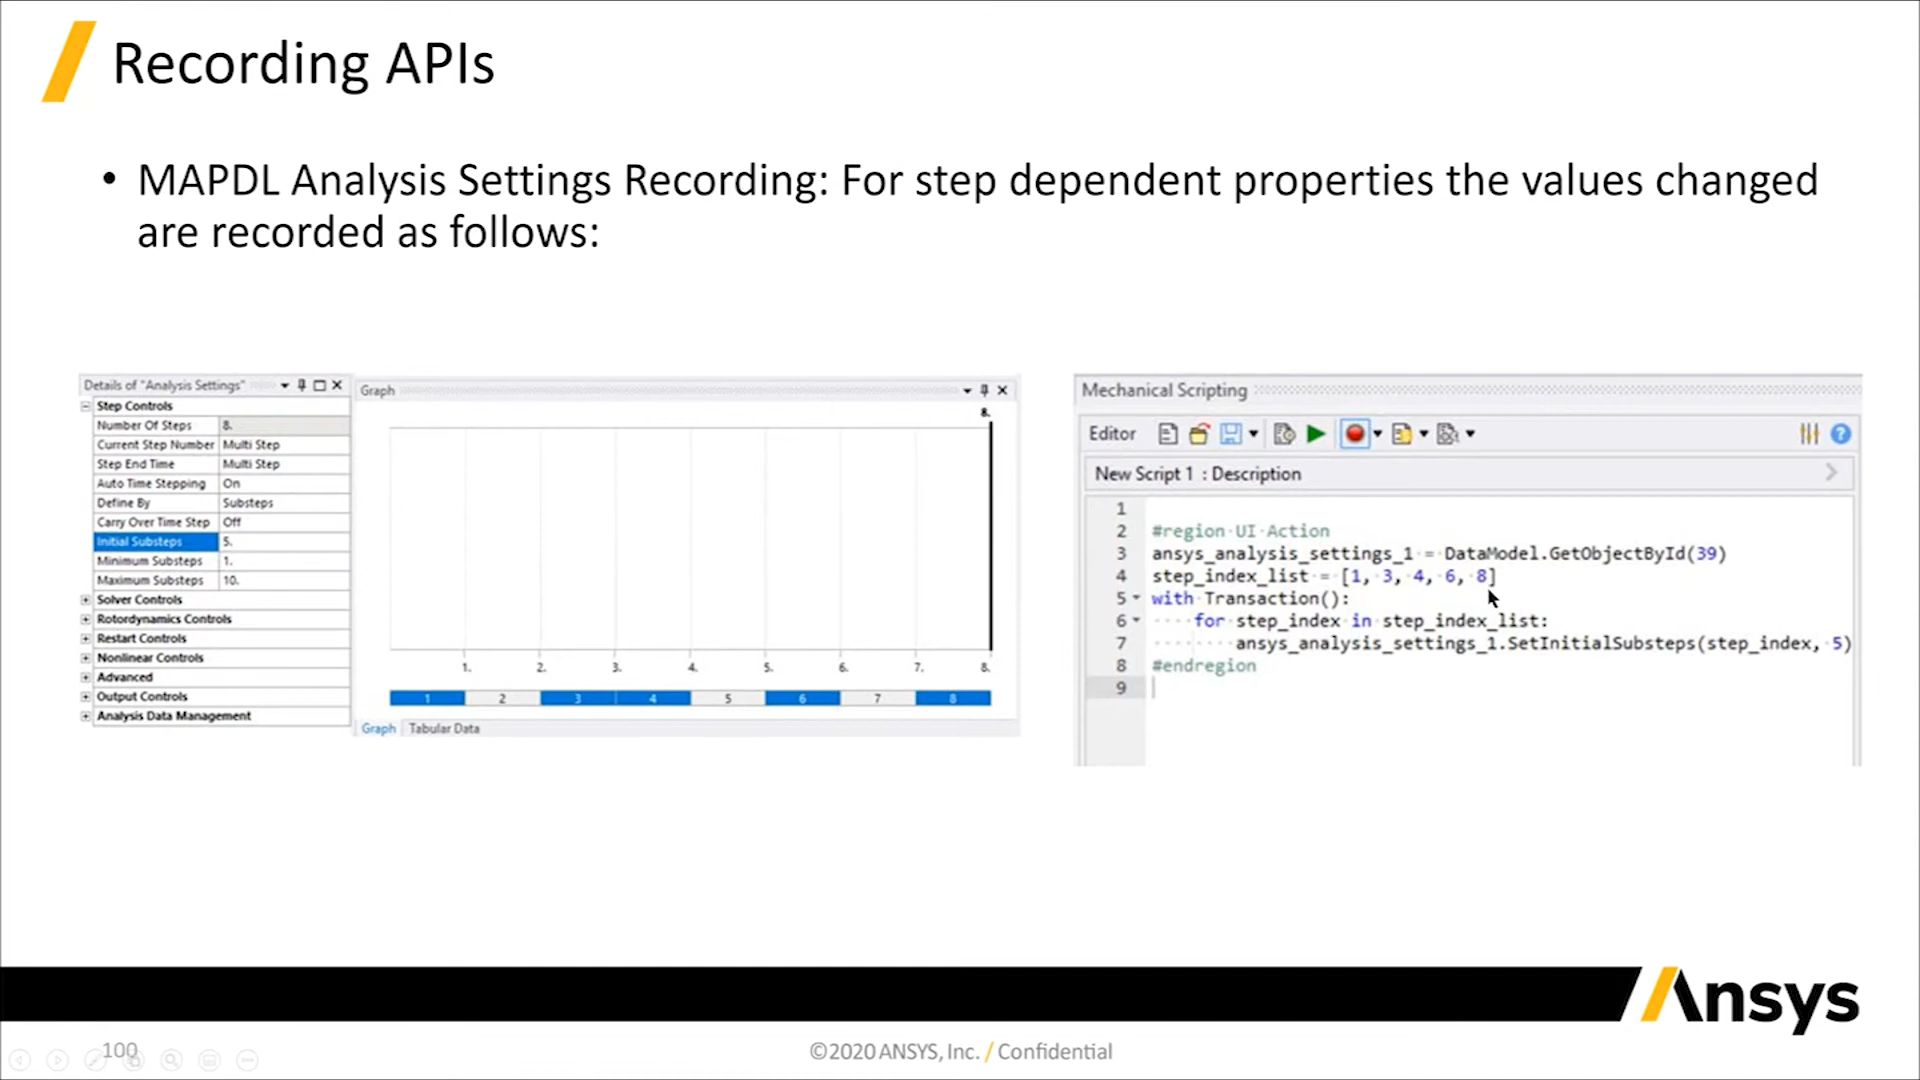 Recording APIs
• MAPDL Analysis Settings Recording: For step dependent properties the values changed
are recorded as follows:
Details of "Analysis Settings"
Step Controls
Number Of Steps 8.
Current Step Number Multi Step
Step End Time Multi Step
Auto Time Stepping On
Define By Substeps
Carry Over Time Step Off
Initial Substeps 5.
Minimum Substeps 1.
Maximum Substeps 10.
Solver Controls
Rotordynamics Controls
Restart Controls
Nonlinear Controls
Advanced
Output Controls
Analysis Data Management
Graph
8.
1. 2. 3. 4. 5. 6. 7. 8.
1 2 3 4 5 6 7 8
Graph Tabular Data
Mechanical Scripting
Editor
New Script 1 : Description
1
2 #region UI Action
3 ansys_analysis_settings_1 = DataModel.GetObjectById(39)
4 step_index_list = [1, 3, 4, 6, 8]
5 with Transaction():
6 for step_index in step_index_list:
7 ansys_analysis_settings_1.SetInitialSubsteps(step_index, 5)
8 #endregion
9
Ansys
100
©2020 ANSYS, Inc. / Confidential